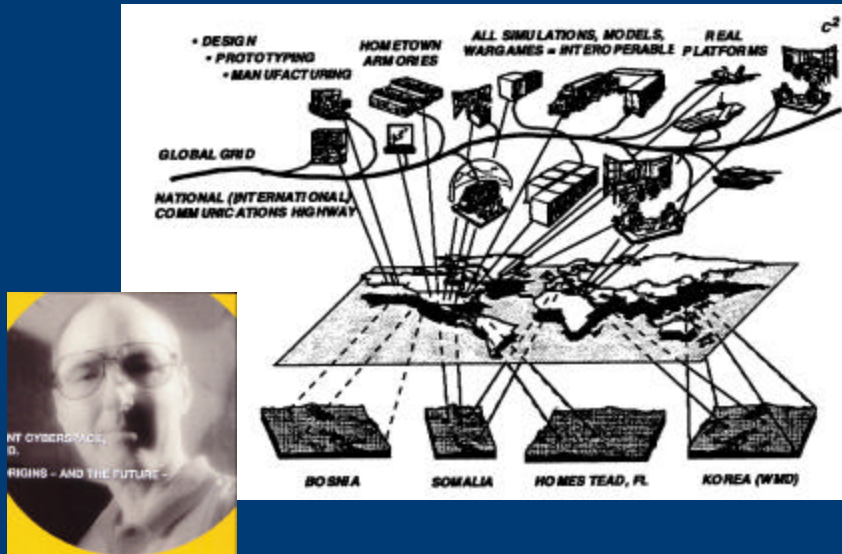 • DESIGN
• PROTOTYPING
• MANUFACTURING
HOMETOWN
ARMORIES
ALL SIMULATIONS, MODELS,
WARGAMES = INTEROPERABLE
REAL
PLATFORMS
C²
GLOBAL GRID
NATIONAL (INTERNATIONAL)
COMMUNICATIONS HIGHWAY
BOSNIA
SOMALIA
HOMESTEAD, FL
KOREA (WMD)
NT CYBERSPACE,
D.
RIGINS – AND THE FUTURE –